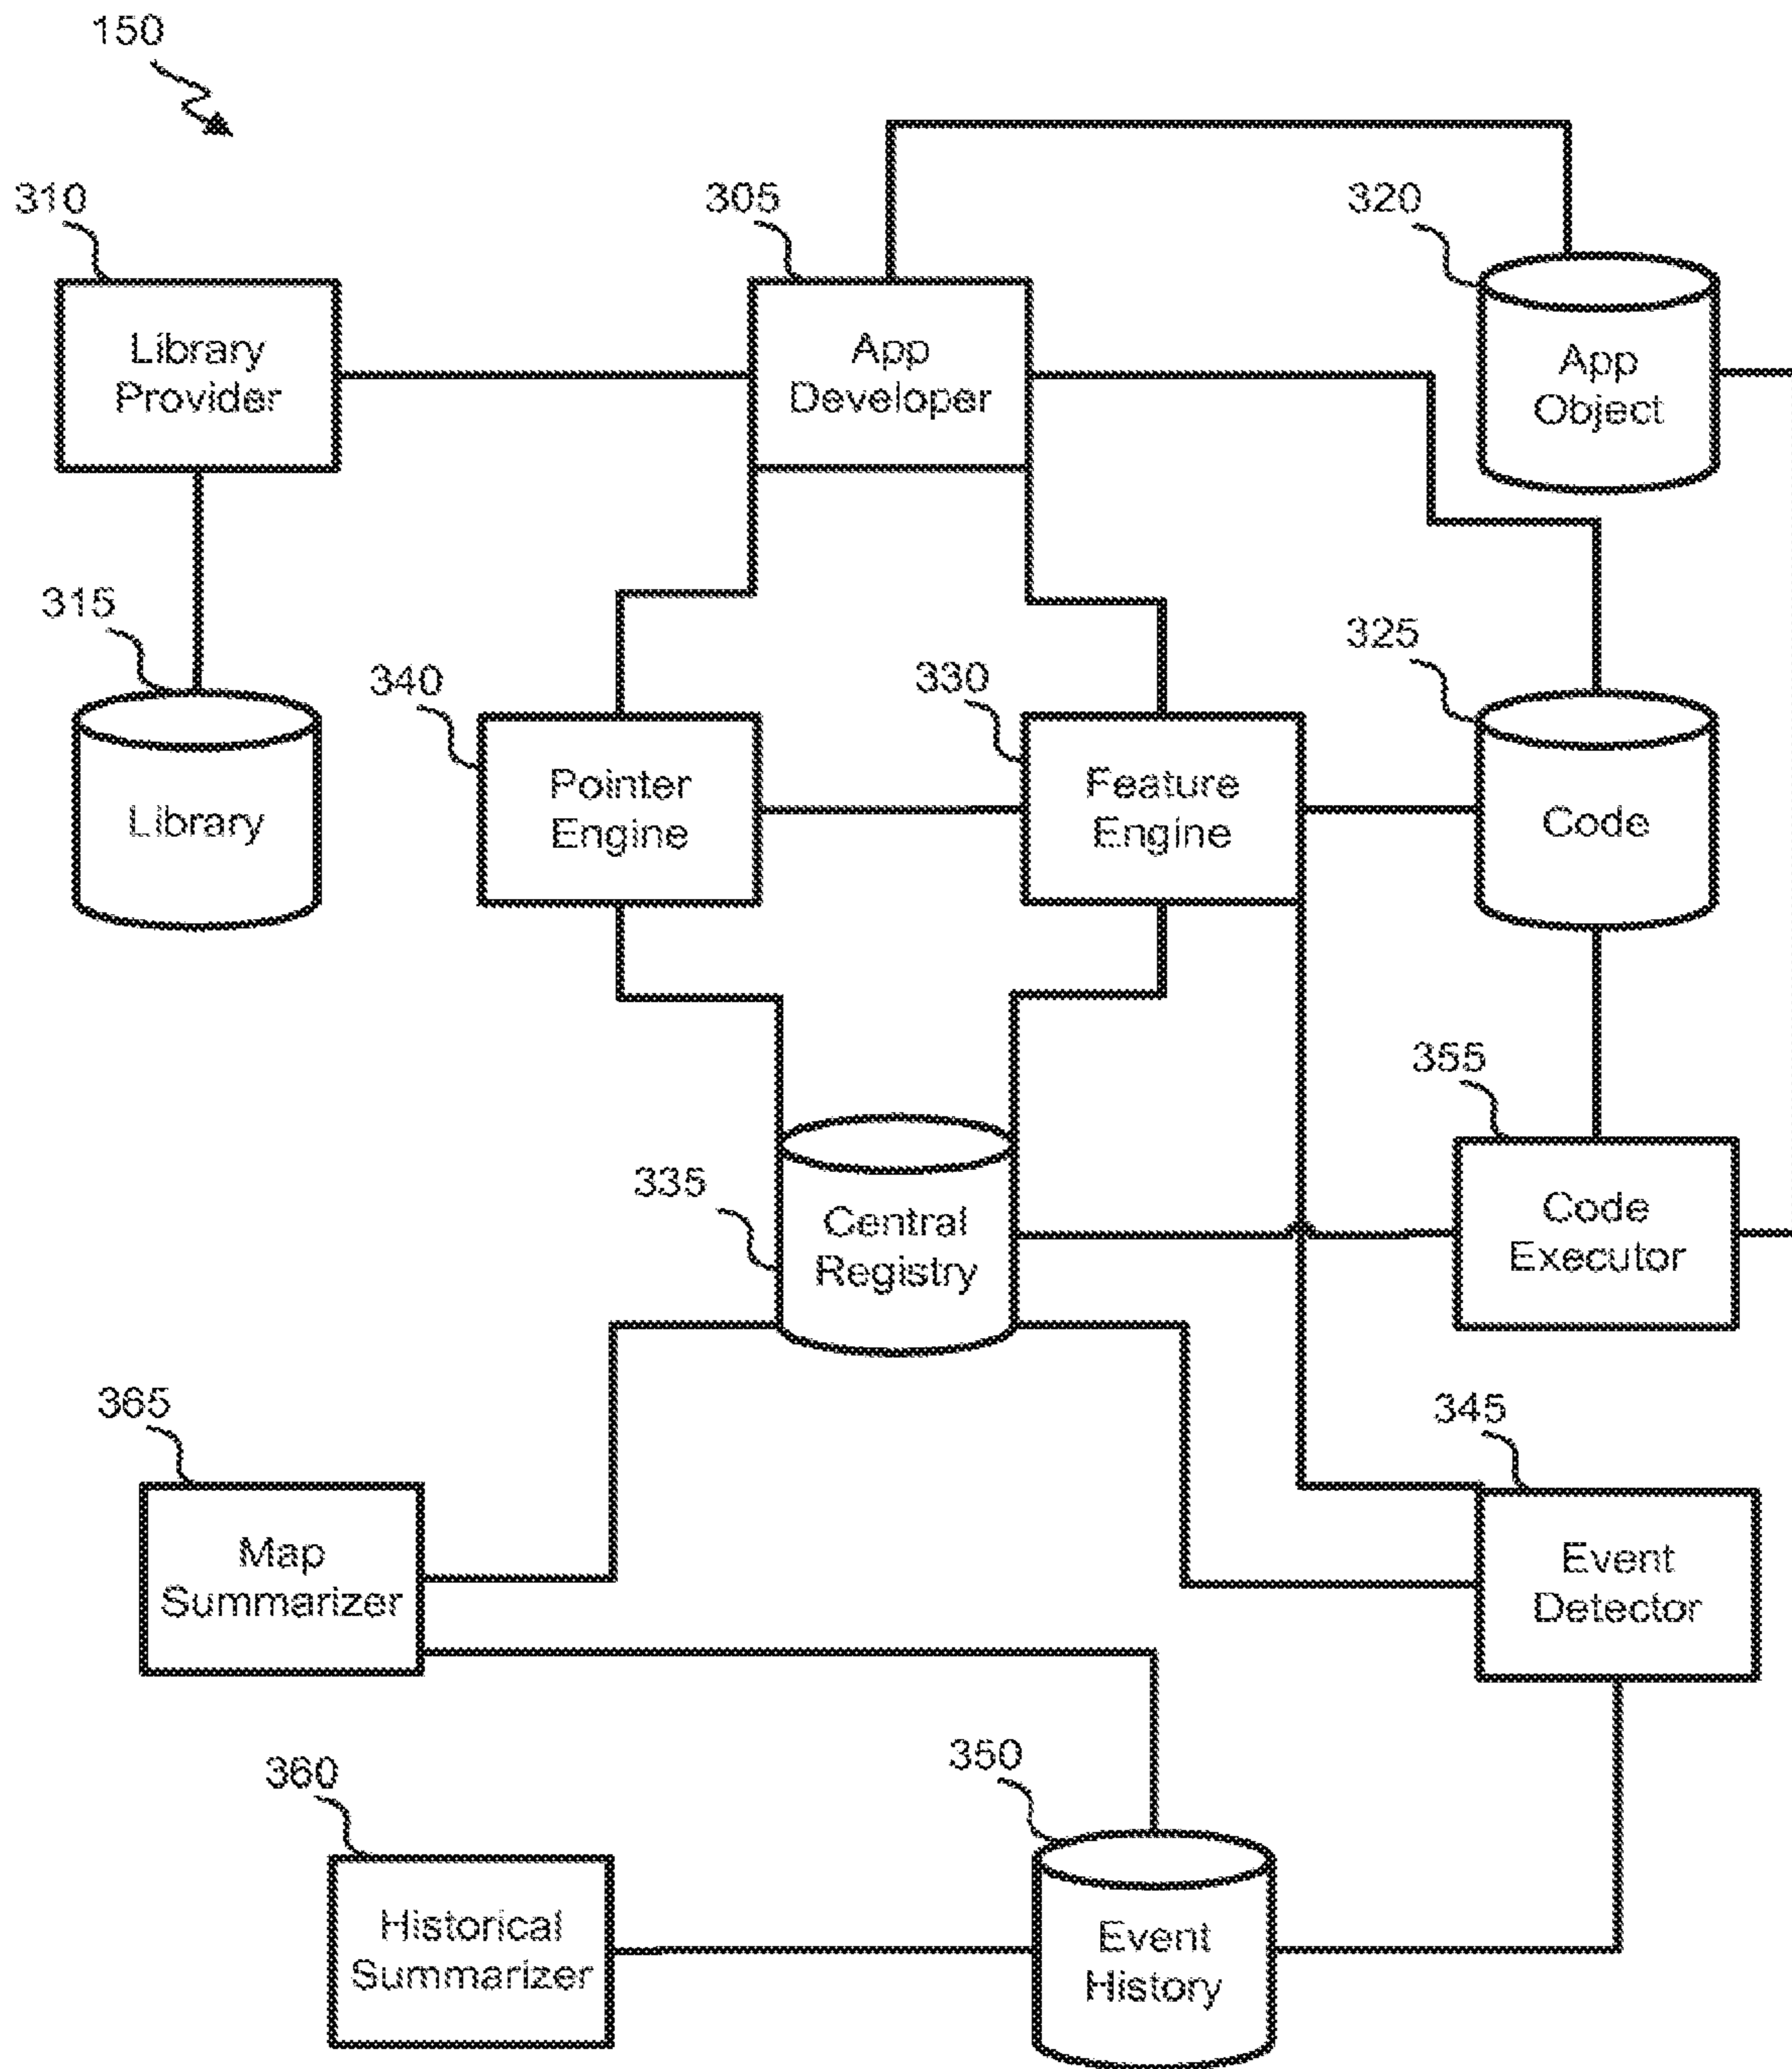 150
310
305
320
Library
Provider
App
Developer
App
Object
315
340
330
325
Library
Pointer
Engine
Feature
Engine
Code
355
335
Central
Registry
Code
Executor
365
345
Map
Summarizer
Event
Detector
360
350
Historical
Summarizer
Event
History